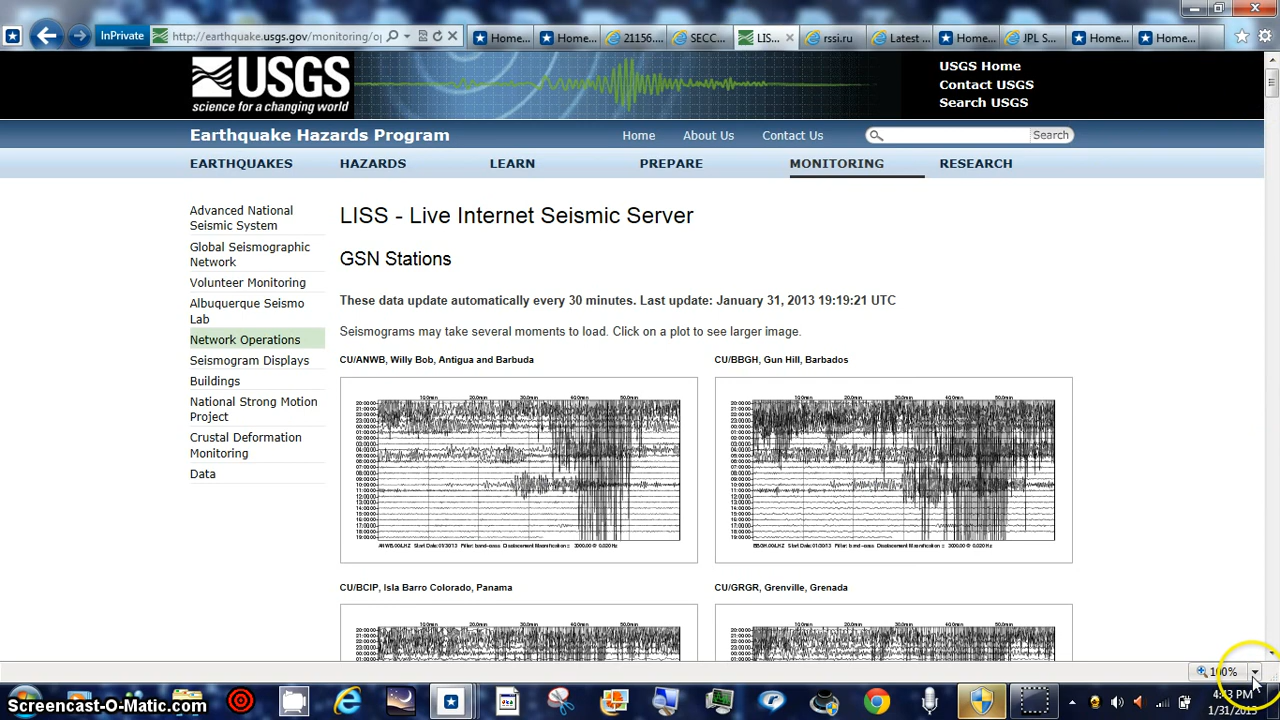 InPrivate
http://earthquake.usgs.gov/monitoring/op
Home...
Home...
21156....
SECC...
LIS...
rssi.ru
Latest ...
Home...
JPL S...
Home...
Home...
USGS
science for a changing world
USGS Home
Contact USGS
Search USGS
Earthquake Hazards Program
Home
About Us
Contact Us
Search
EARTHQUAKES
HAZARDS
LEARN
PREPARE
MONITORING
RESEARCH
Advanced National
Seismic System
Global Seismographic
Network
Volunteer Monitoring
Albuquerque Seismo
Lab
Network Operations
Seismogram Displays
Buildings
National Strong Motion
Project
Crustal Deformation
Monitoring
Data
LISS - Live Internet Seismic Server
GSN Stations
These data update automatically every 30 minutes. Last update: January 31, 2013 19:19:21 UTC
Seismograms may take several moments to load. Click on a plot to see larger image.
CU/ANWB, Willy Bob, Antigua and Barbuda
CU/BBGH, Gun Hill, Barbados
CU/BCIP, Isla Barro Colorado, Panama
CU/GRGR, Grenville, Grenada
100%
PM
1/31/2013
Screencast-O-Matic.com